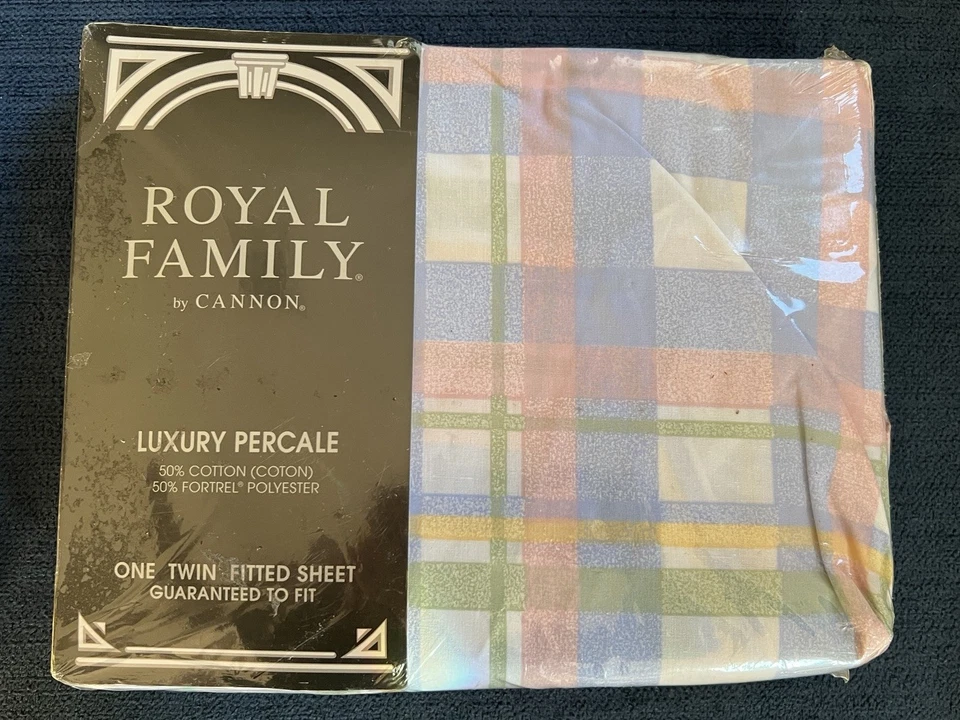 ROYAL
FAMILY®
by CANNON®
LUXURY PERCALE
50% COTTON (COTON)
50% FORTREL® POLYESTER
ONE TWIN FITTED SHEET
GUARANTEED TO FIT